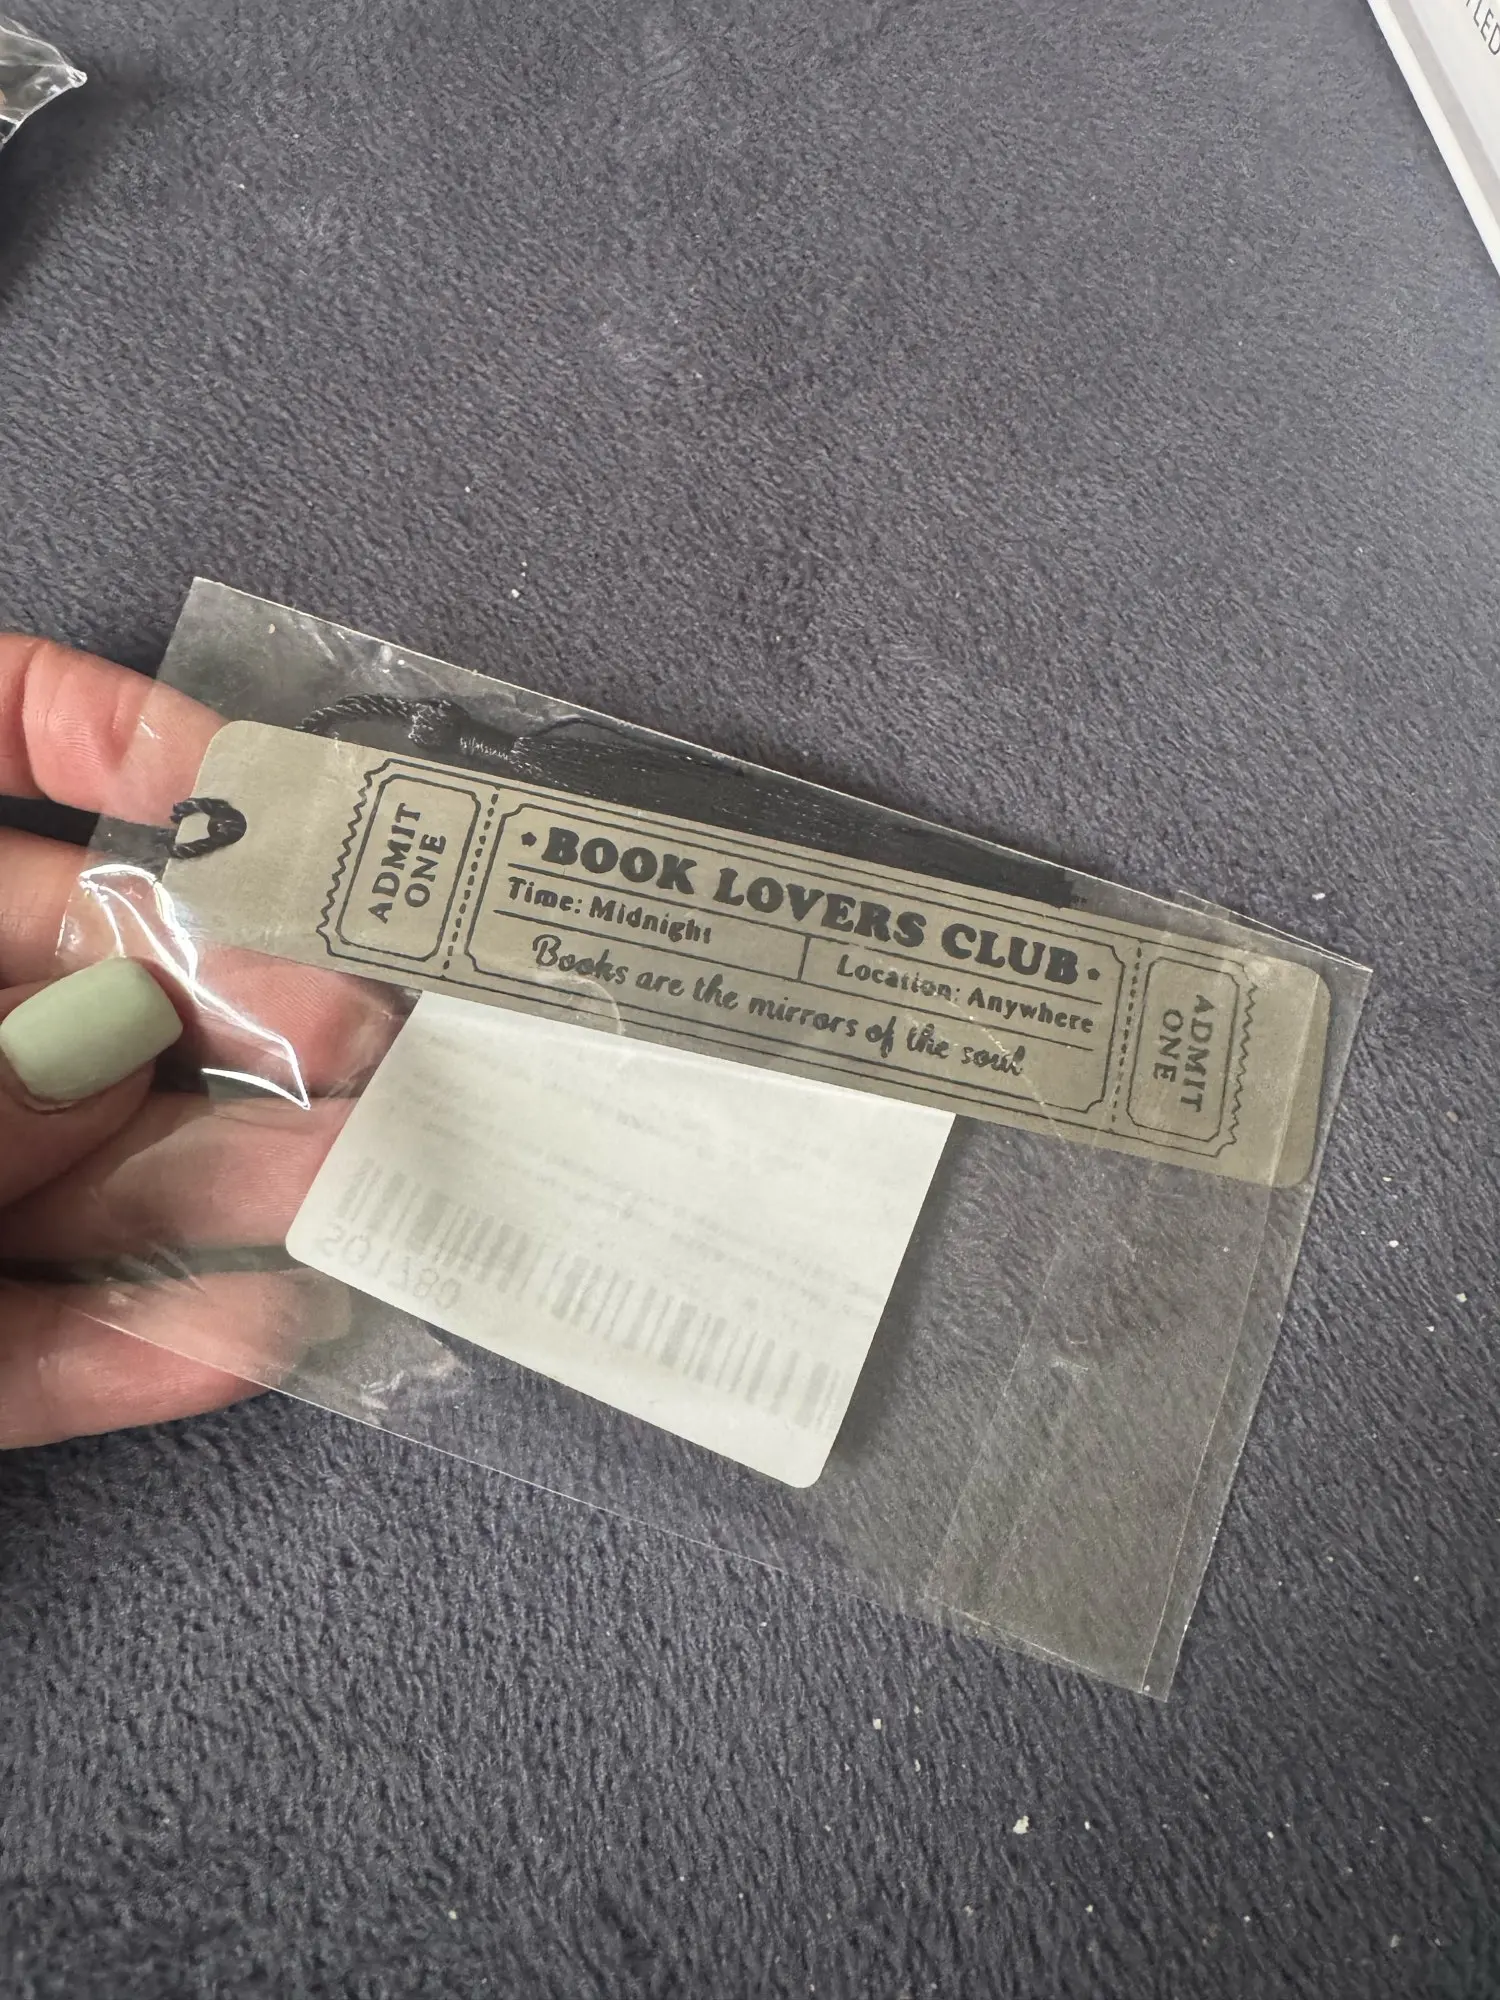 ADMIT
ONE
BOOK LOVERS CLUB
Time: Midnight
Location: Anywhere
Books are the mirrors of the soul
ADMIT
ONE